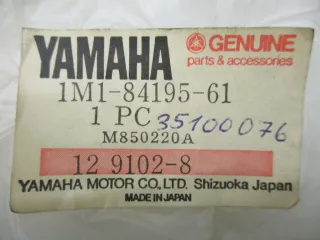 YAMAHA GENUINE
parts & accessories
1M1-84195-61
1 PC 35100076
M850220A
12 9102-8
YAMAHA MOTOR CO., LTD. Shizuoka Japan
MADE IN JAPAN